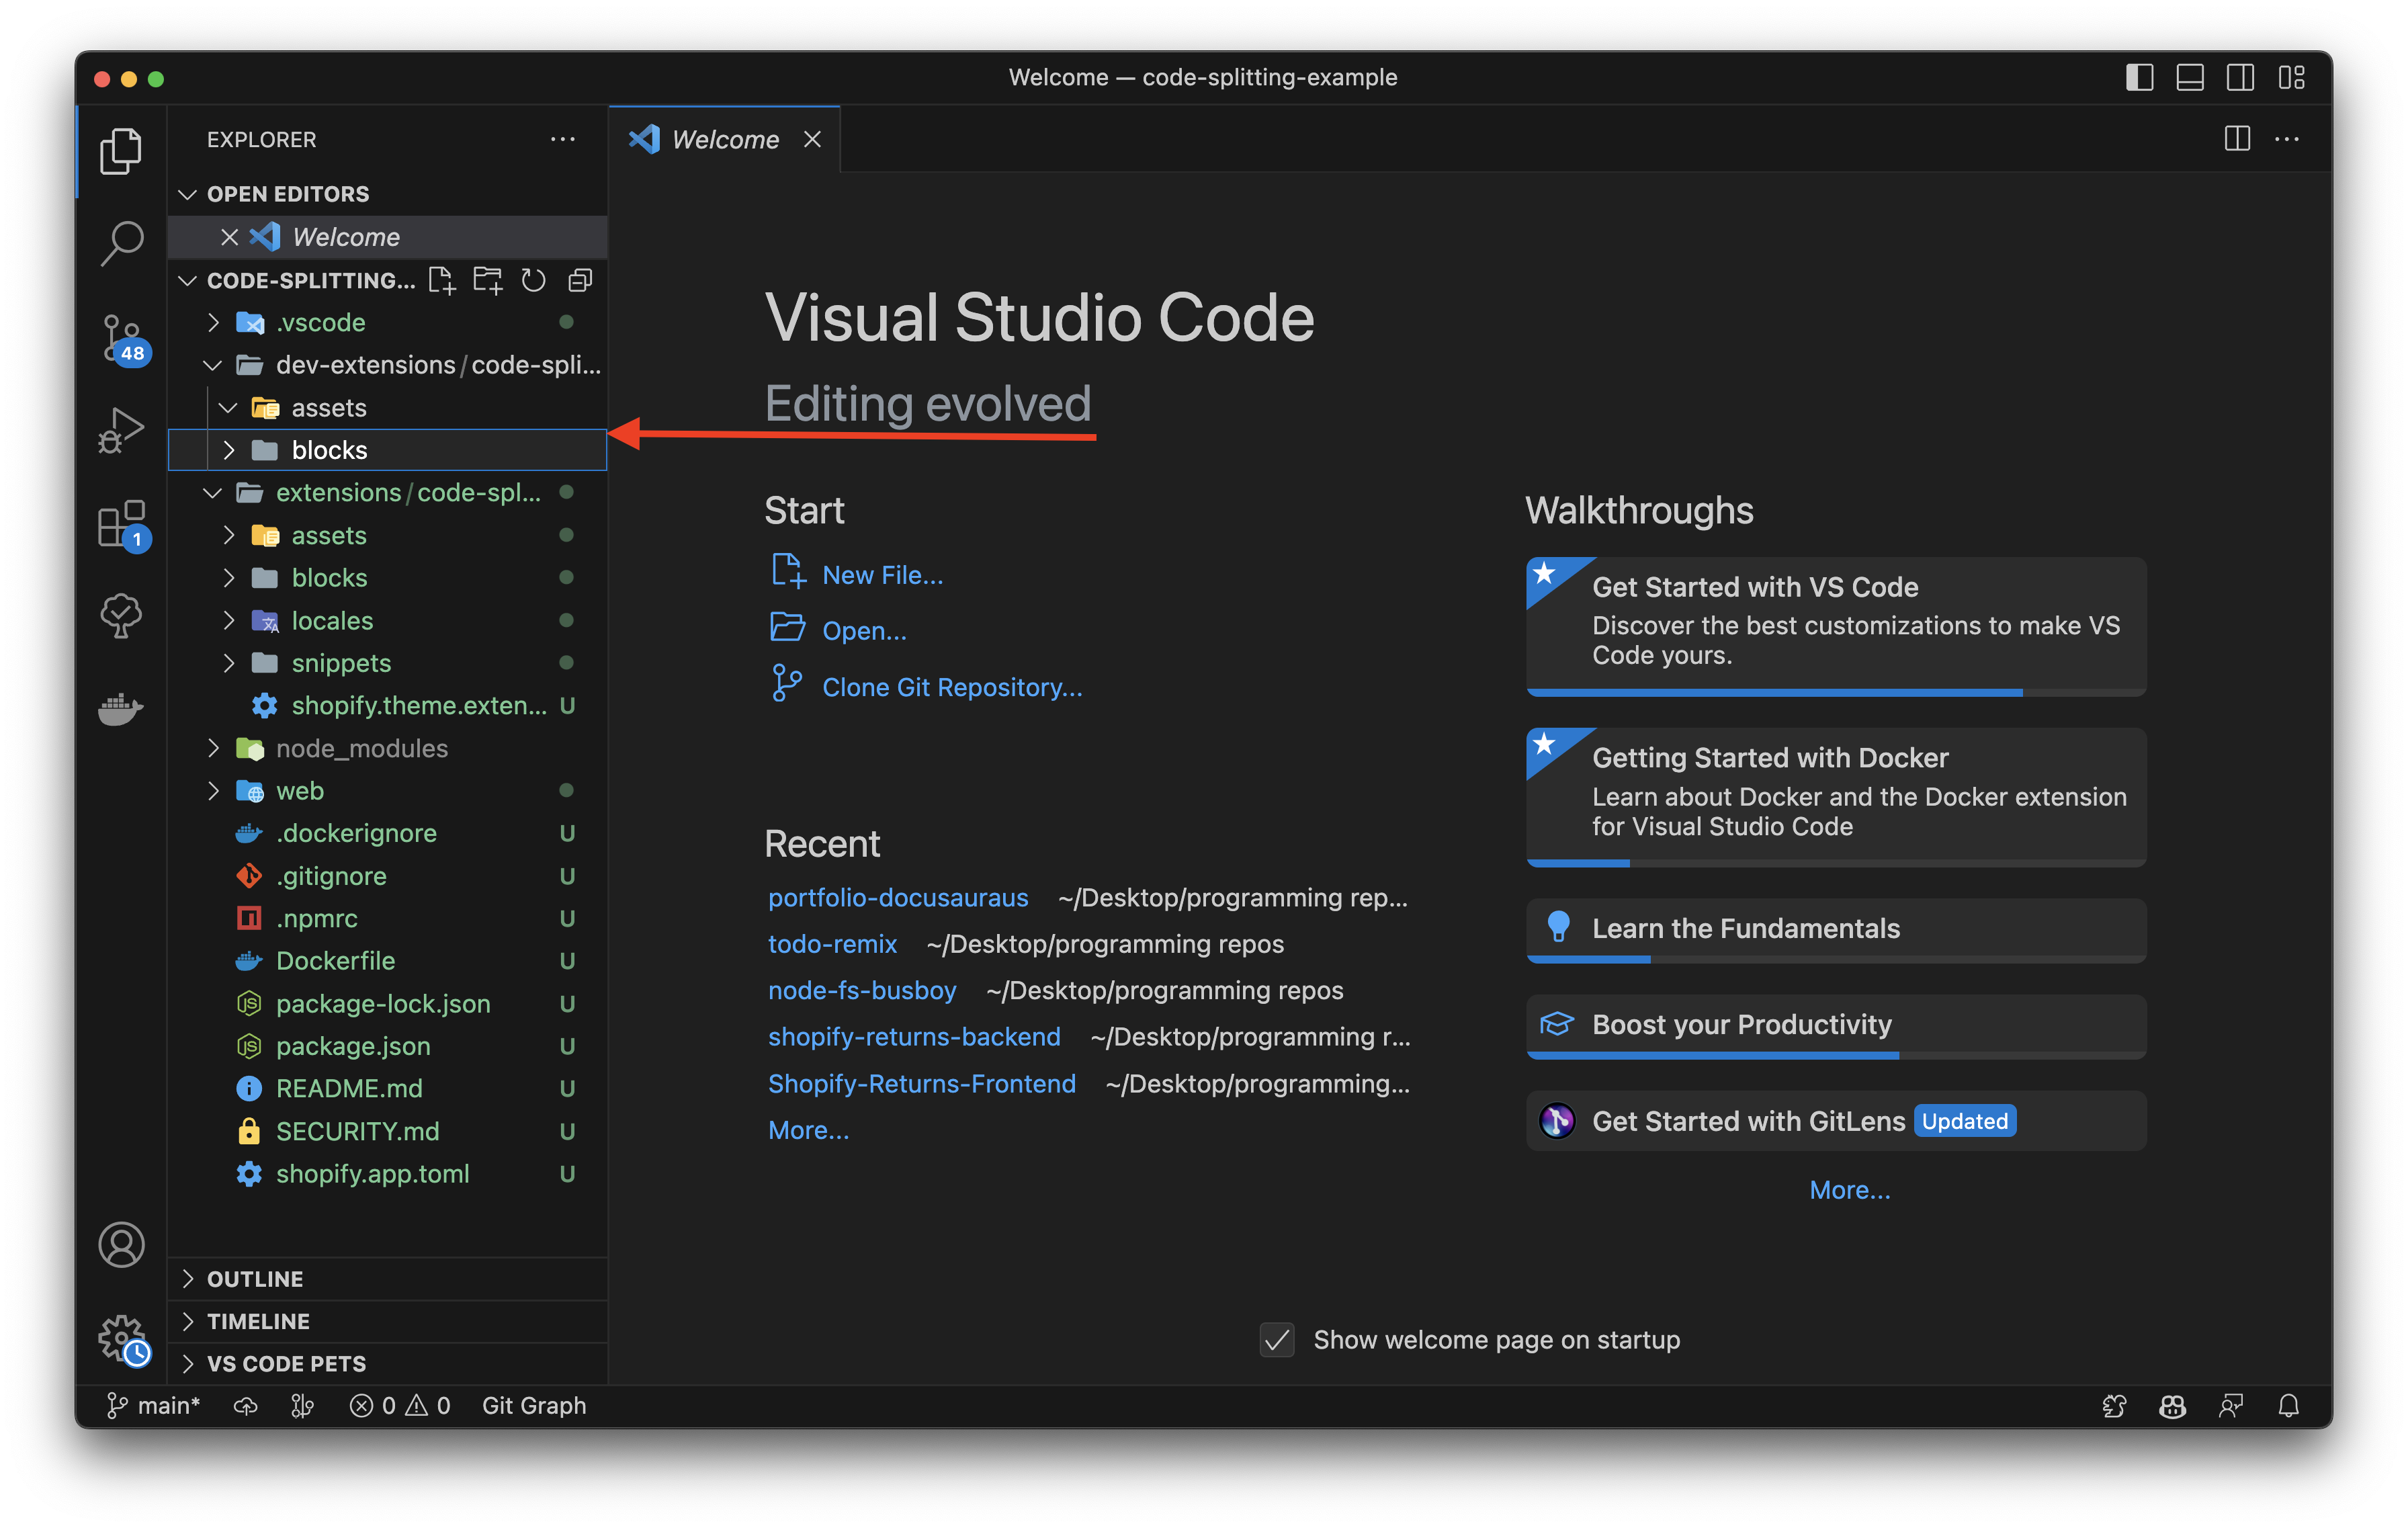 Welcome — code-splitting-example
EXPLORER
Welcome
OPEN EDITORS
Welcome
CODE-SPLITTING...
.vscode
dev-extensions/code-spli...
assets
blocks
extensions/code-spl...
assets
blocks
locales
snippets
shopify.theme.exten... U
node_modules
web
.dockerignore U
.gitignore U
.npmrc U
Dockerfile U
package-lock.json U
package.json U
README.md U
SECURITY.md U
shopify.app.toml U
OUTLINE
TIMELINE
VS CODE PETS
48
1
Visual Studio Code
Editing evolved
Start
New File...
Open...
Clone Git Repository...
Recent
portfolio-docusauraus ~/Desktop/programming rep...
todo-remix ~/Desktop/programming repos
node-fs-busboy ~/Desktop/programming repos
shopify-returns-backend ~/Desktop/programming r...
Shopify-Returns-Frontend ~/Desktop/programming...
More...
Walkthroughs
Get Started with VS Code
Discover the best customizations to make VS
Code yours.
Getting Started with Docker
Learn about Docker and the Docker extension
for Visual Studio Code
Learn the Fundamentals
Boost your Productivity
Get Started with GitLens Updated
More...
Show welcome page on startup
main* 0 0 Git Graph